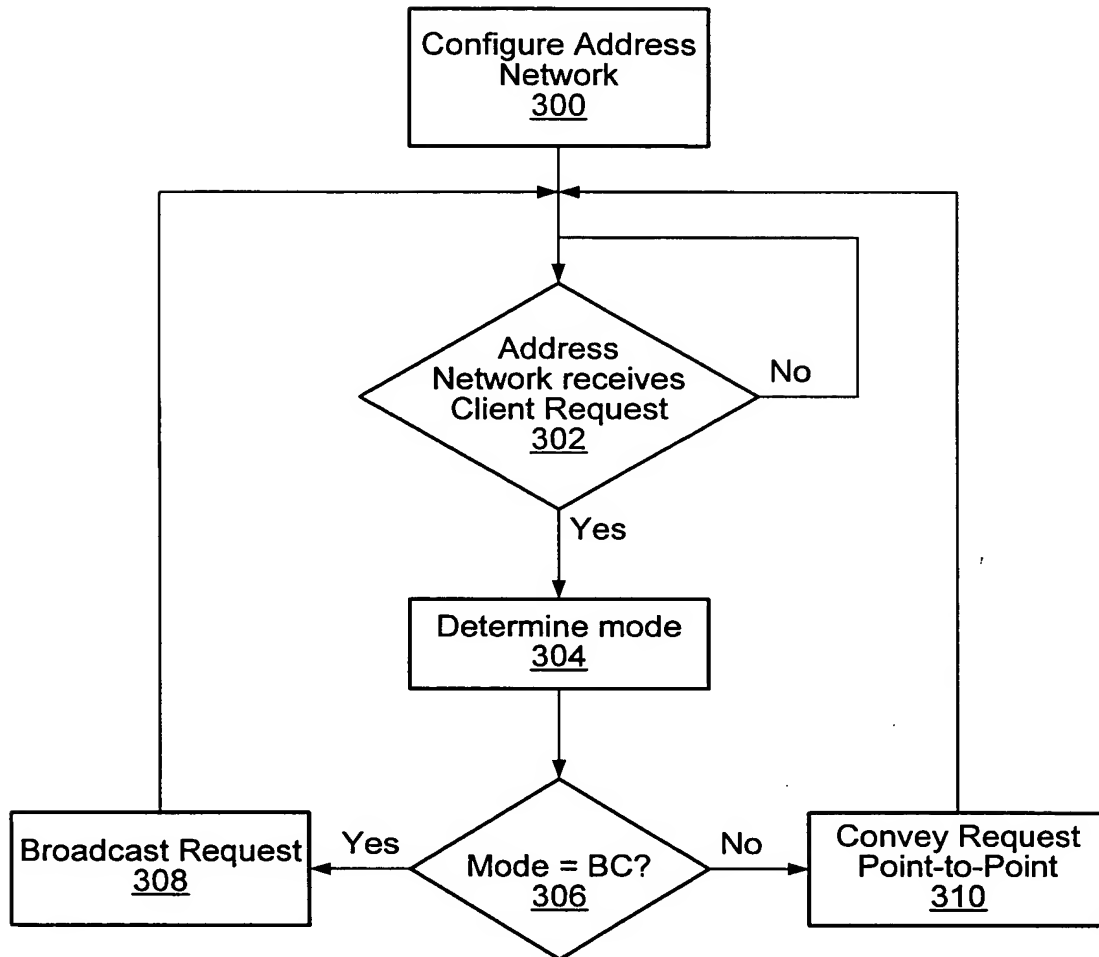 Configure Address
Network
300
Address
Network receives
Client Request
302
No
Yes
Determine mode
304
Broadcast Request
308
Yes
Mode = BC?
306
No
Convey Request
Point-to-Point
310